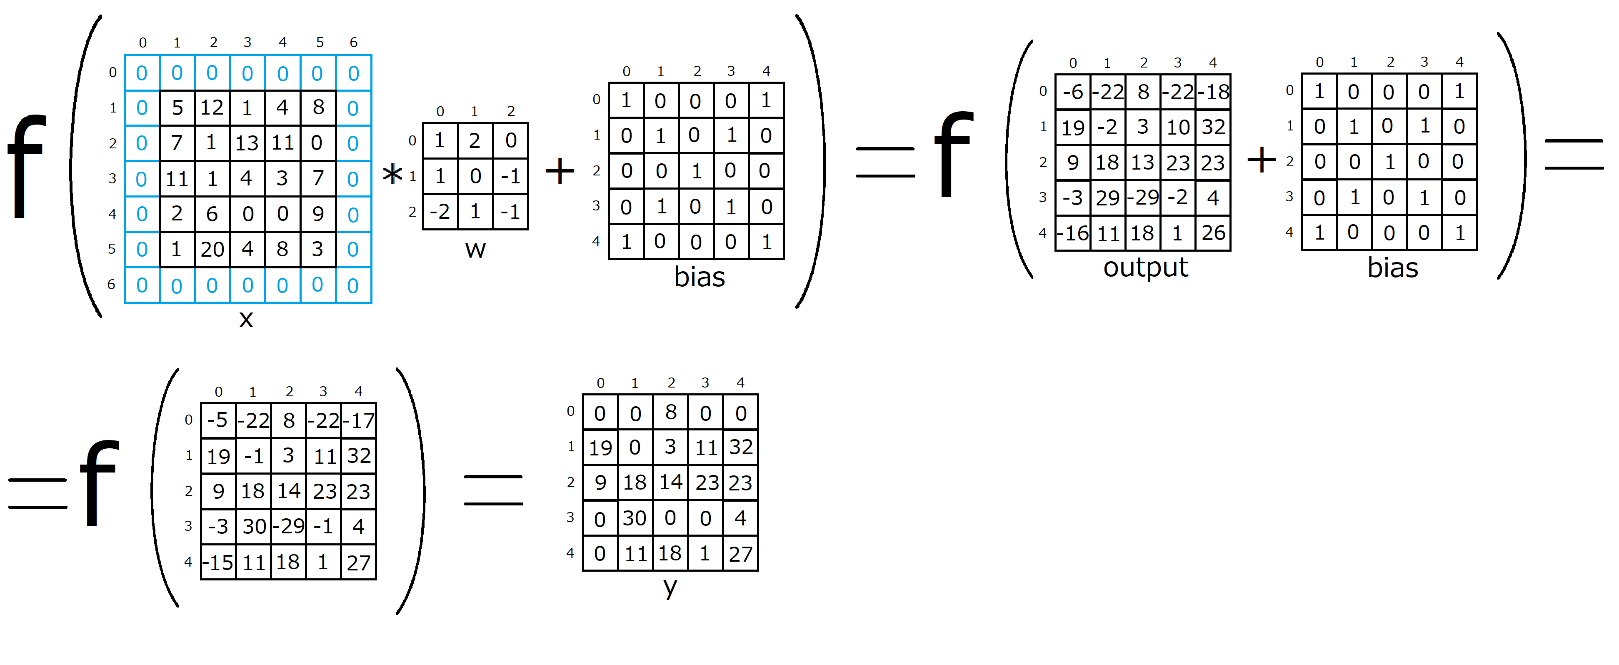 f ( x * w + bias ) = f ( output + bias ) =
0 1 2 3 4 5 6
0 0 0 0 0 0 0 0
1 0 5 12 1 4 8 0
2 0 7 1 13 11 0 0
3 0 11 1 4 3 7 0
4 0 2 6 0 0 9 0
5 0 1 20 4 8 3 0
6 0 0 0 0 0 0 0
x
0 1 2
0 1 2 0
1 1 0 -1
2 -2 1 -1
w
0 1 2 3 4
0 1 0 0 0 1
1 0 1 0 1 0
2 0 0 1 0 0
3 0 1 0 1 0
4 1 0 0 0 1
bias
0 1 2 3 4
0 -6 -22 8 -22 -18
1 19 -2 3 10 32
2 9 18 13 23 23
3 -3 29 -29 -2 4
4 -16 11 18 1 26
output
0 1 2 3 4
0 1 0 0 0 1
1 0 1 0 1 0
2 0 0 1 0 0
3 0 1 0 1 0
4 1 0 0 0 1
bias
= f ( ) =
0 1 2 3 4
0 -5 -22 8 -22 -17
1 19 -1 3 11 32
2 9 18 14 23 23
3 -3 30 -29 -1 4
4 -15 11 18 1 27
0 1 2 3 4
0 0 0 8 0 0
1 19 0 3 11 32
2 9 18 14 23 23
3 0 30 0 0 4
4 0 11 18 1 27
y